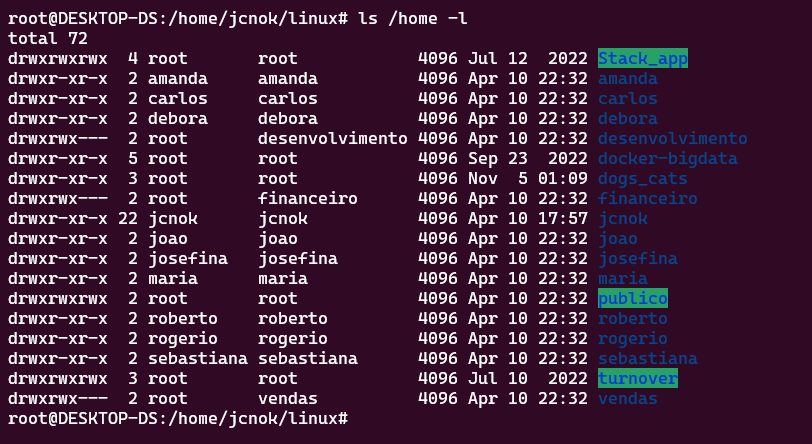 root@DESKTOP-DS:/home/jcnok/linux# ls /home -l
total 72
drwxrwxrwx  4 root       root            4096 Jul 12  2022 Stack_app
drwxr-xr-x  2 amanda     amanda          4096 Apr 10 22:32 amanda
drwxr-xr-x  2 carlos     carlos          4096 Apr 10 22:32 carlos
drwxr-xr-x  2 debora     debora          4096 Apr 10 22:32 debora
drwxrwx---  2 root       desenvolvimento 4096 Apr 10 22:32 desenvolvimento
drwxr-xr-x  5 root       root            4096 Sep 23  2022 docker-bigdata
drwxr-xr-x  3 root       root            4096 Nov  5 01:09 dogs_cats
drwxrwx---  2 root       financeiro      4096 Apr 10 22:32 financeiro
drwxr-xr-x 22 jcnok      jcnok           4096 Apr 10 17:57 jcnok
drwxr-xr-x  2 joao       joao            4096 Apr 10 22:32 joao
drwxr-xr-x  2 josefina   josefina        4096 Apr 10 22:32 josefina
drwxr-xr-x  2 maria      maria           4096 Apr 10 22:32 maria
drwxrwxrwx  2 root       root            4096 Apr 10 22:32 publico
drwxr-xr-x  2 roberto    roberto         4096 Apr 10 22:32 roberto
drwxr-xr-x  2 rogerio    rogerio         4096 Apr 10 22:32 rogerio
drwxr-xr-x  2 sebastiana sebastiana      4096 Apr 10 22:32 sebastiana
drwxrwxrwx  3 root       root            4096 Jul 10  2022 turnover
drwxrwx---  2 root       vendas          4096 Apr 10 22:32 vendas
root@DESKTOP-DS:/home/jcnok/linux#